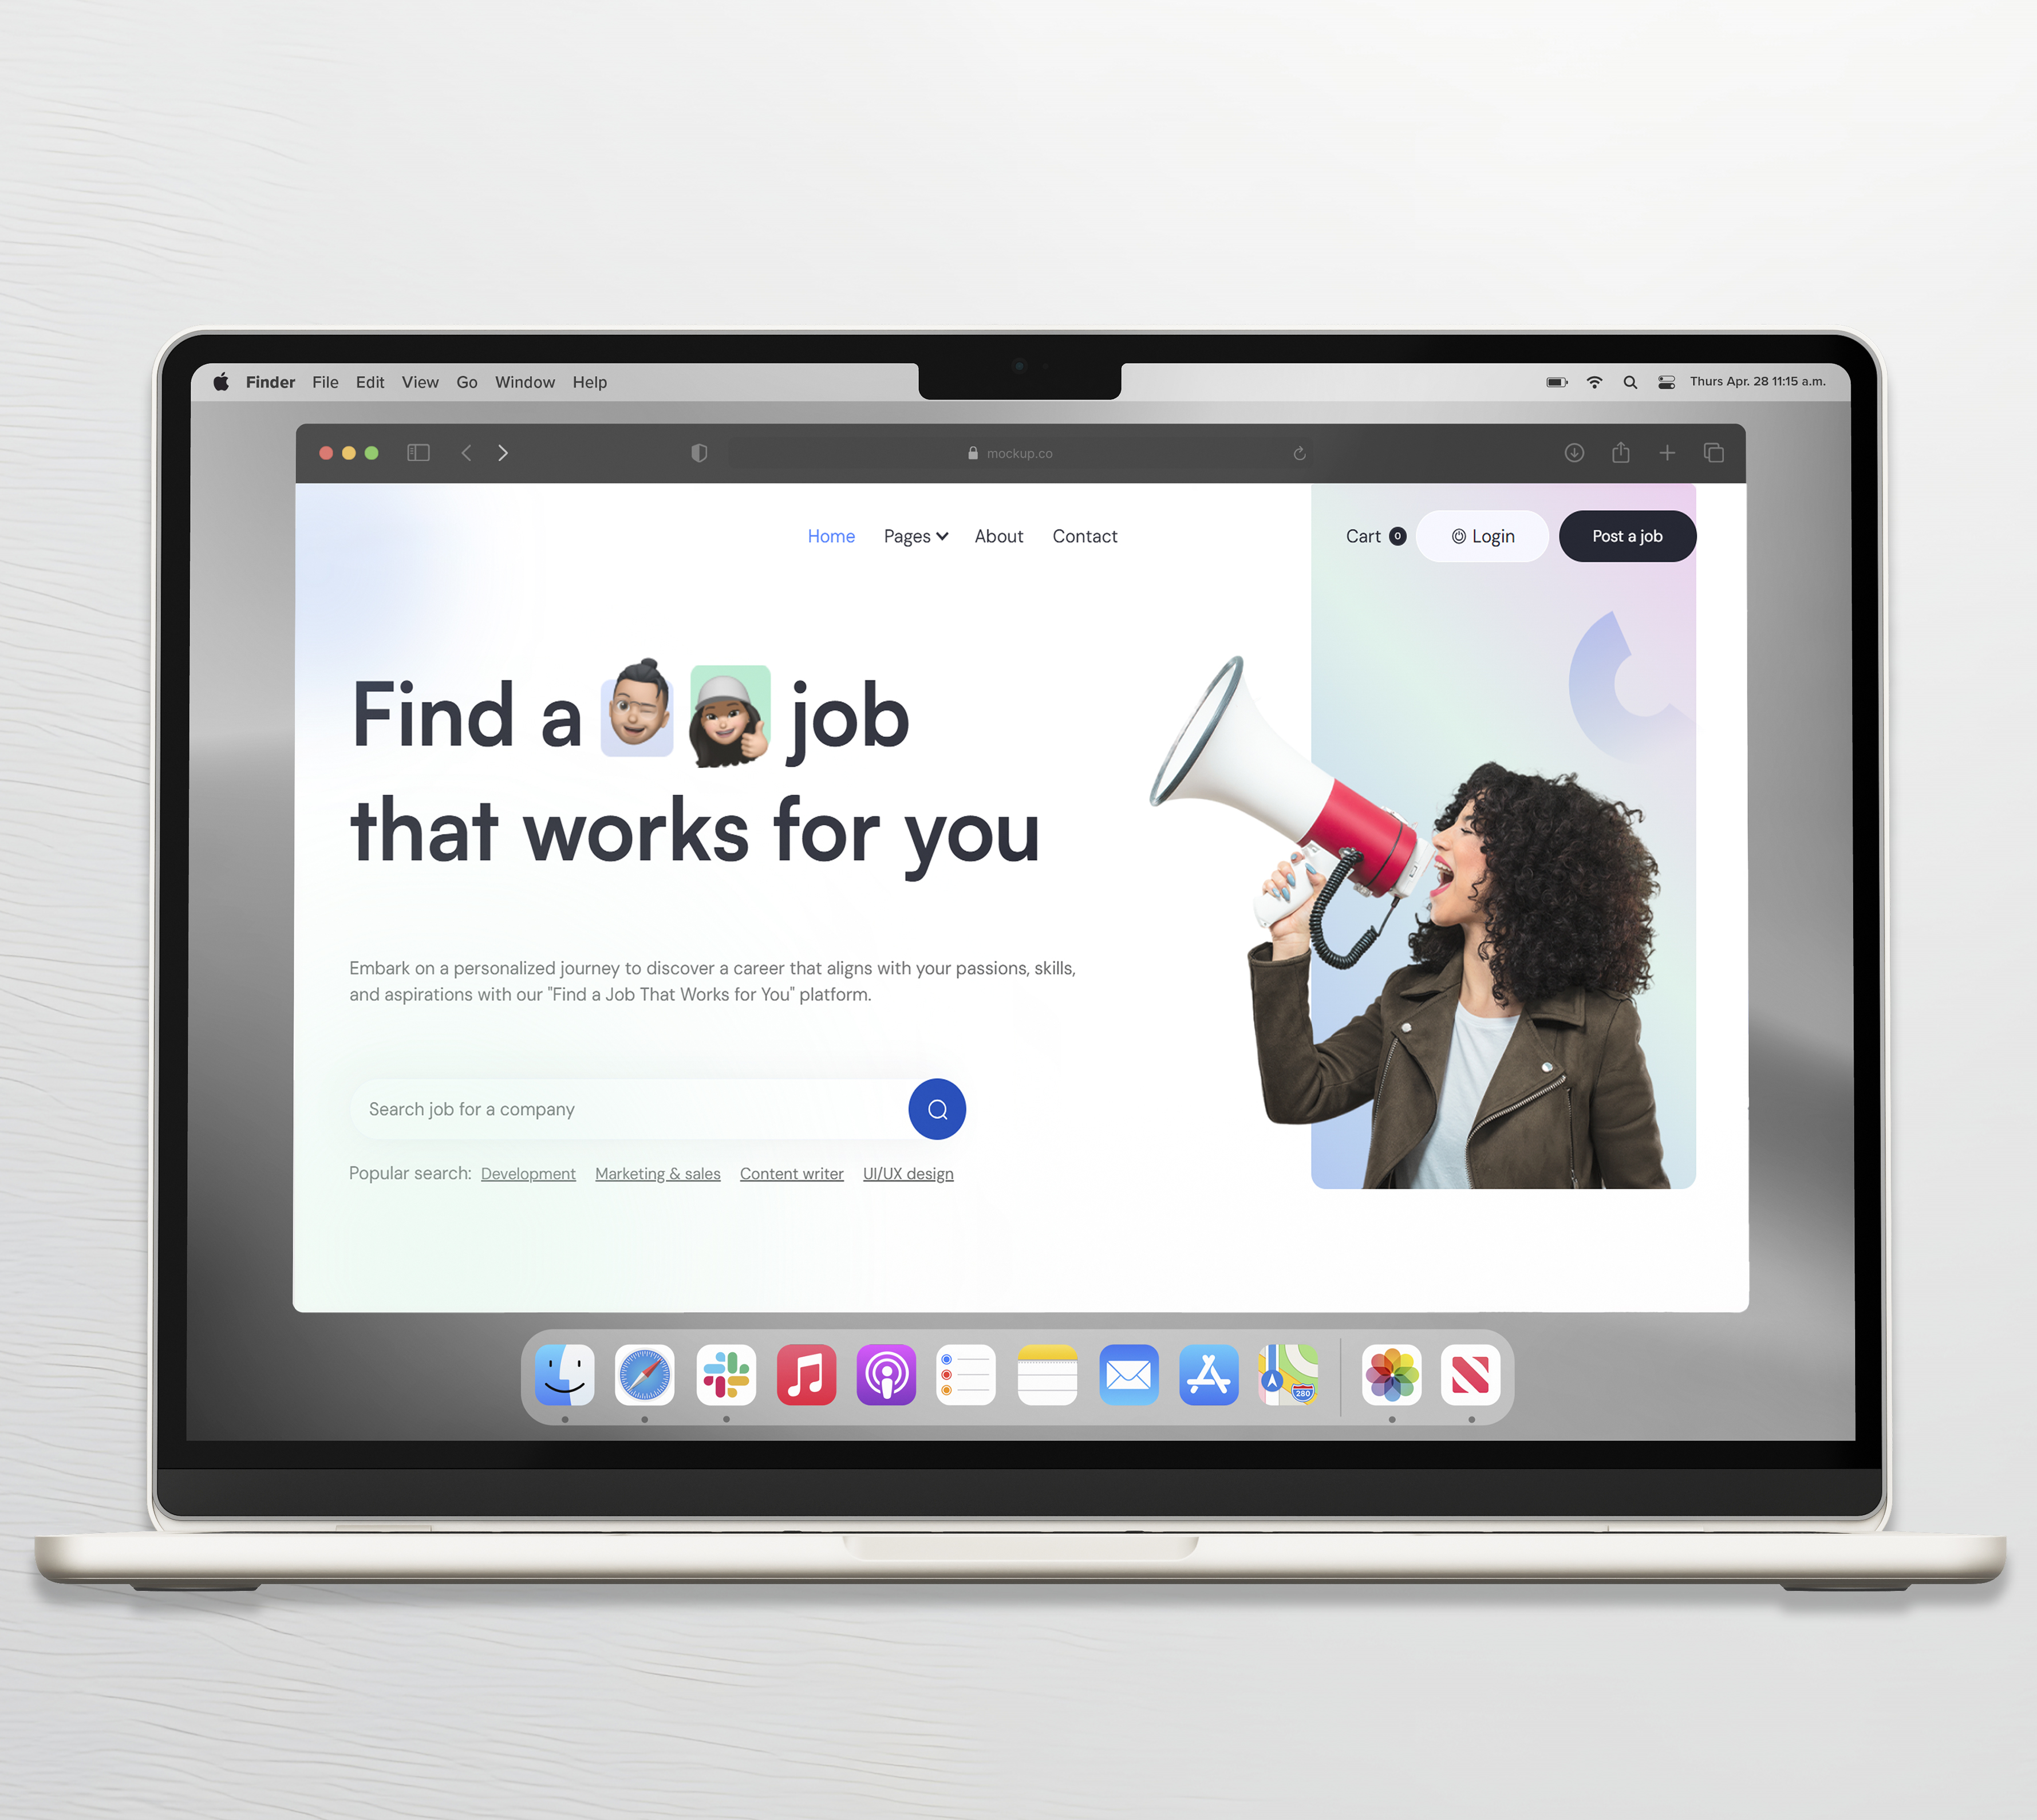 Finder File Edit View Go Window Help
Thurs Apr. 28 11:15 a.m.
mockup.co
Home Pages About Contact
Cart 0 Login Post a job
Find a job
that works for you
Embark on a personalized journey to discover a career that aligns with your passions, skills,
and aspirations with our "Find a Job That Works for You" platform.
Search job for a company
Popular search: Development Marketing & sales Content writer UI/UX design
280